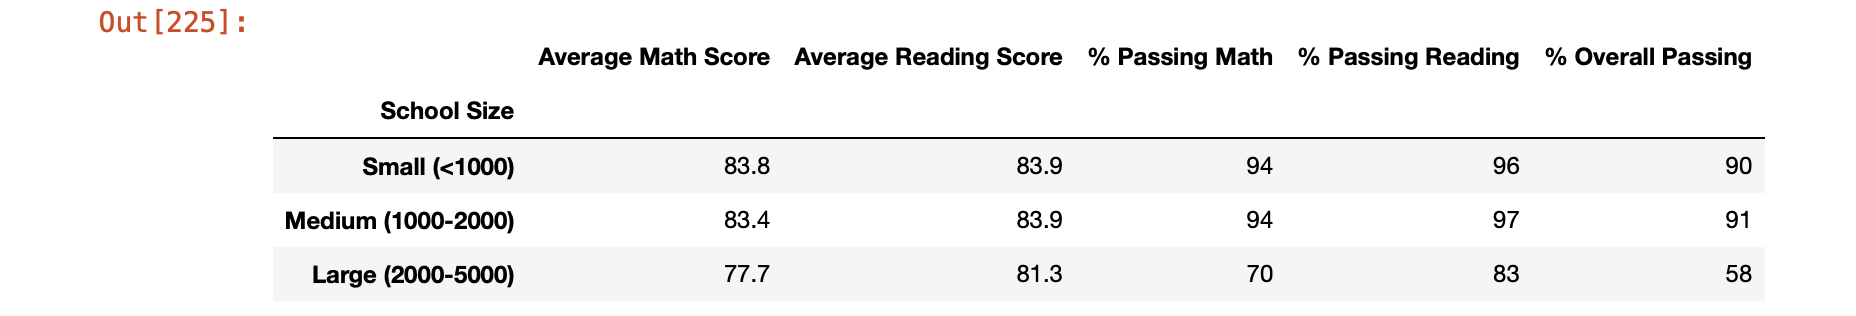 Out[225]:
Average Math Score Average Reading Score % Passing Math % Passing Reading % Overall Passing
School Size
Small (<1000) 83.8 83.9 94 96 90
Medium (1000-2000) 83.4 83.9 94 97 91
Large (2000-5000) 77.7 81.3 70 83 58